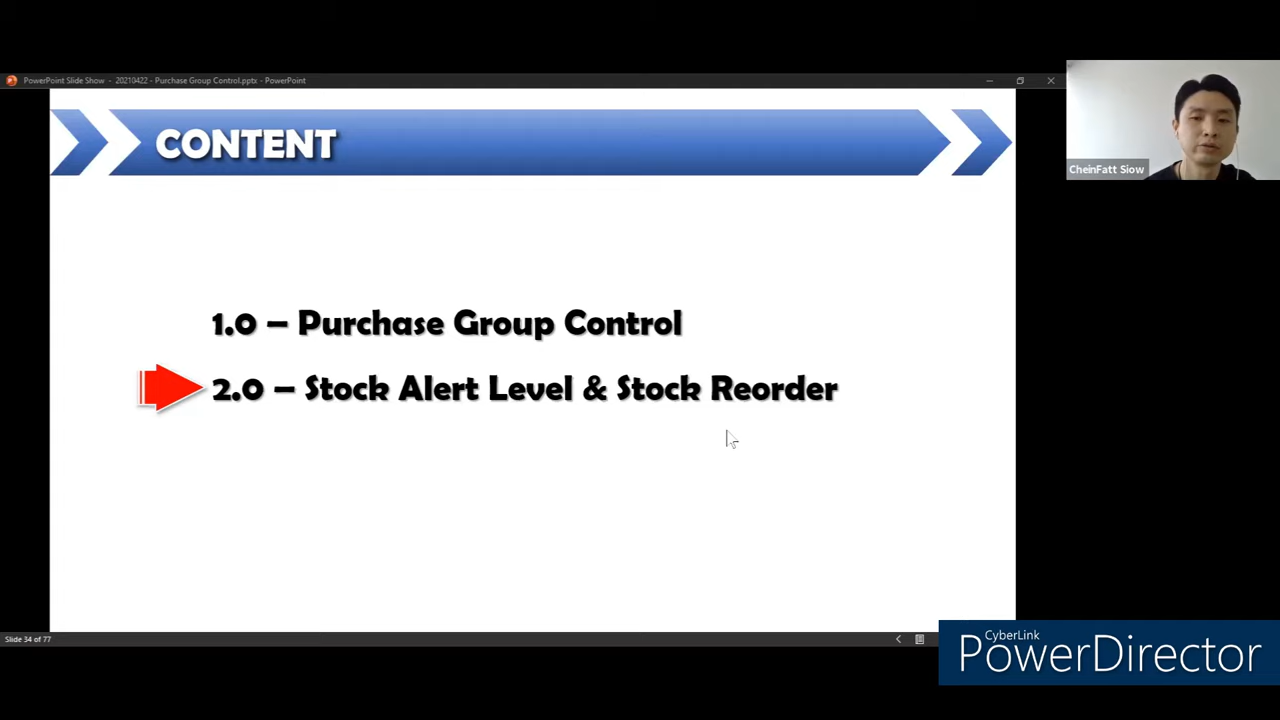 PowerPoint Slide Show - 20210422 - Purchase Group Control.pptx - PowerPoint
CONTENT
CheinFatt Siow
1.0 – Purchase Group Control
2.0 – Stock Alert Level & Stock Reorder
Slide 34 of 77
CyberLink
PowerDirector